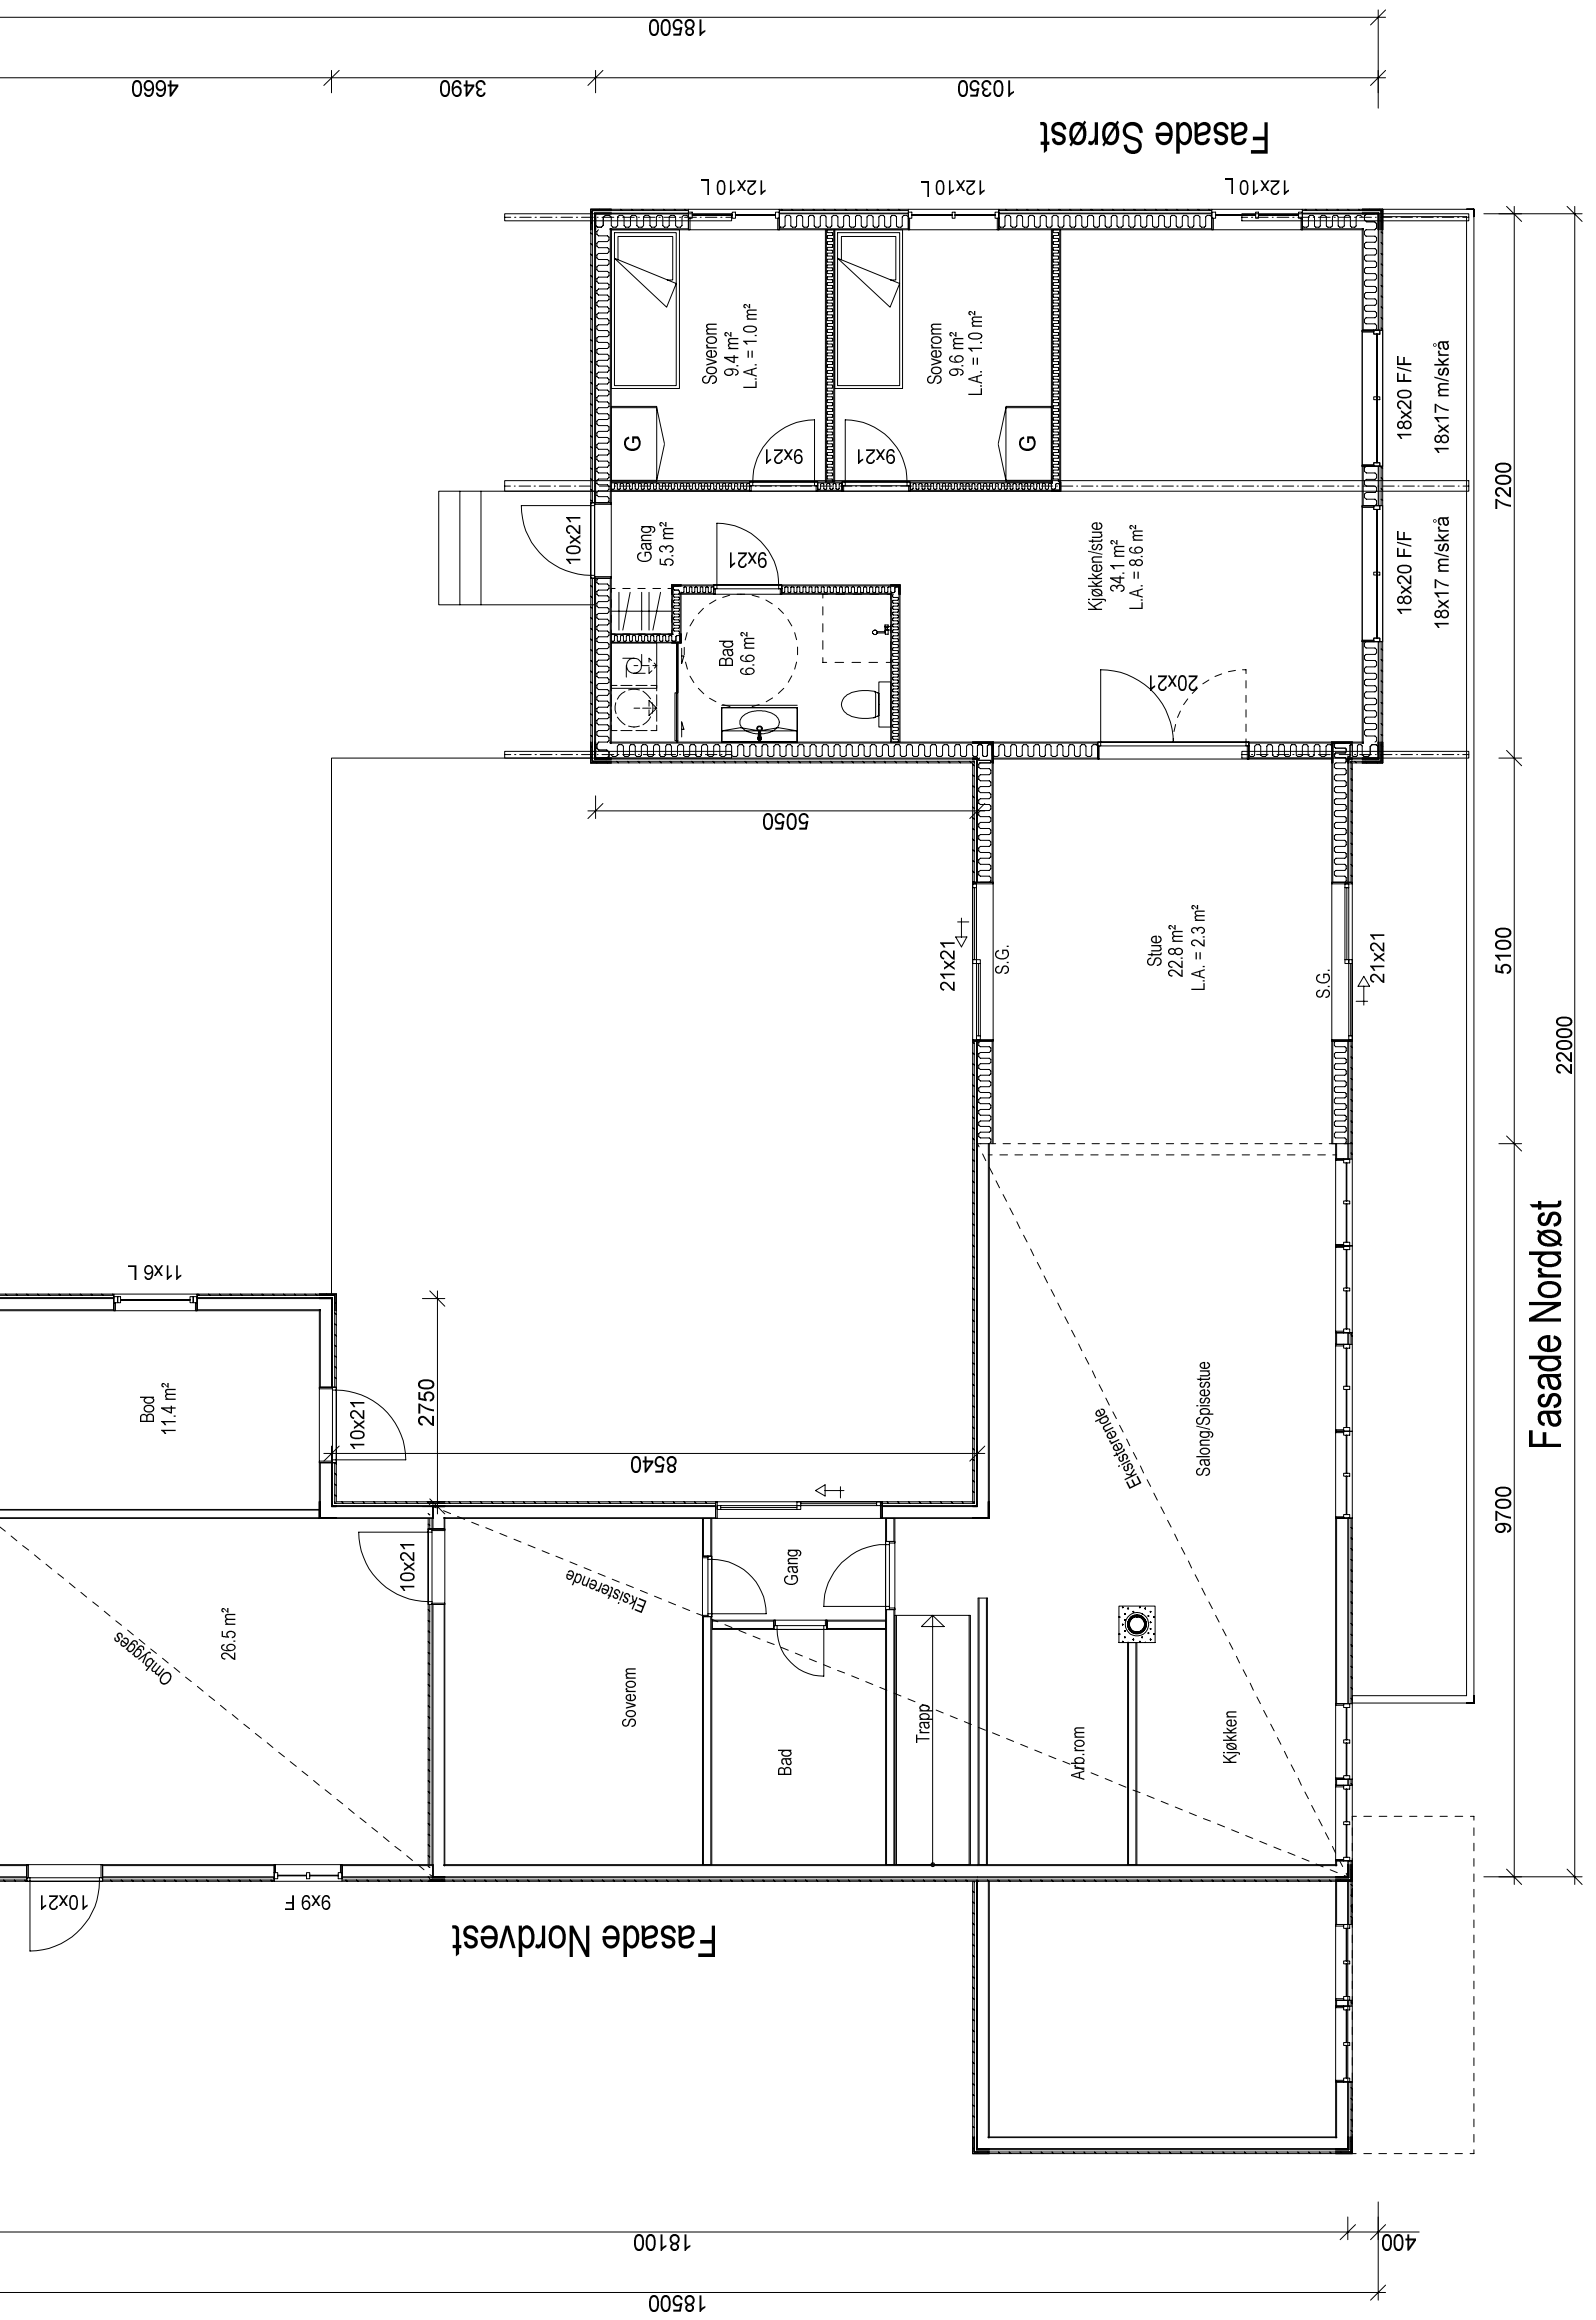 18500
4660
3490
10350
Fasade Sørøst
12x10 L
12x10 L
12x10 L
Soverom
9.4 m²
L.A. = 1.0 m²
Soverom
9.6 m²
L.A. = 1.0 m²
G
G
9x21
9x21
18x20 F/F
18x17 m/skrå
7200
10x21
Gang
5.3 m²
9x21
Kjøkken/stue
34.1 m²
L.A. = 8.6 m²
18x20 F/F
18x17 m/skrå
Bad
6.6 m²
20x21
5050
21x21
S.G.
Stue
22.8 m²
L.A. = 2.3 m²
S.G.
21x21
5100
22000
11x6 L
Bod
11.4 m²
10x21
2750
8540
Eksisterende
Salong/Spisestue
Fasade Nordøst
9700
Ombygges
26.5 m²
10x21
Eksisterende
Gang
Soverom
Bad
Trapp
Arb.rom
Kjøkken
10x21
9x9 F
Fasade Nordvest
18100
400
18500